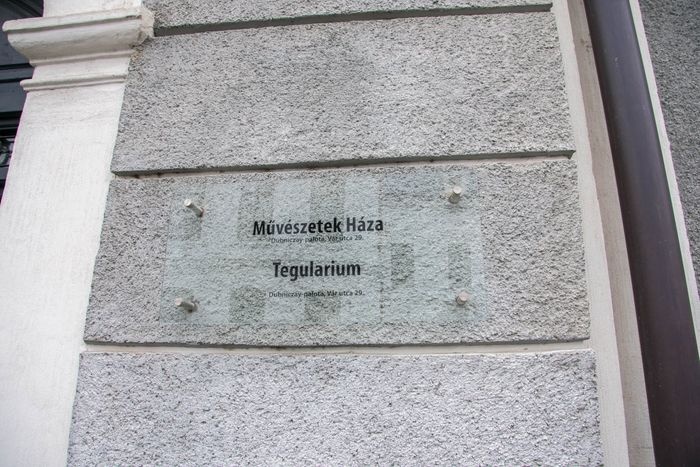 Művészetek Háza
Dubniczay-palota, Vár utca 29.
Tegularium
Dubniczay-palota, Vár utca 29.